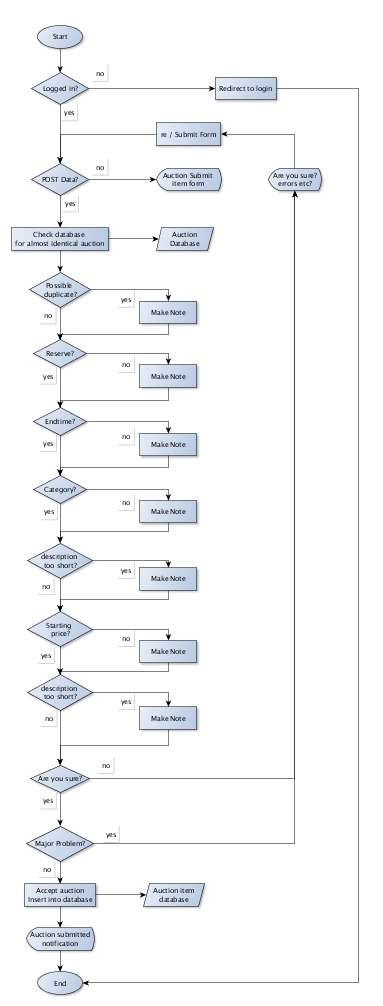 Start
no
Logged in?
Redirect to login
yes
re / Submit Form
no
POST Data?
Auction Submit
item form
Are you sure?
errors etc?
yes
Check database
for almost identical auction
Auction
Database
Possible
duplicate?
yes
Make Note
no
Reserve?
no
Make Note
yes
Endtime?
no
Make Note
yes
Category?
no
Make Note
yes
description
too short?
yes
Make Note
no
Starting
price?
no
Make Note
yes
description
too short?
yes
Make Note
no
no
Are you sure?
yes
yes
Major Problem?
no
Accept auction
Insert into database
Auction item
database
Auction submitted
notification
End